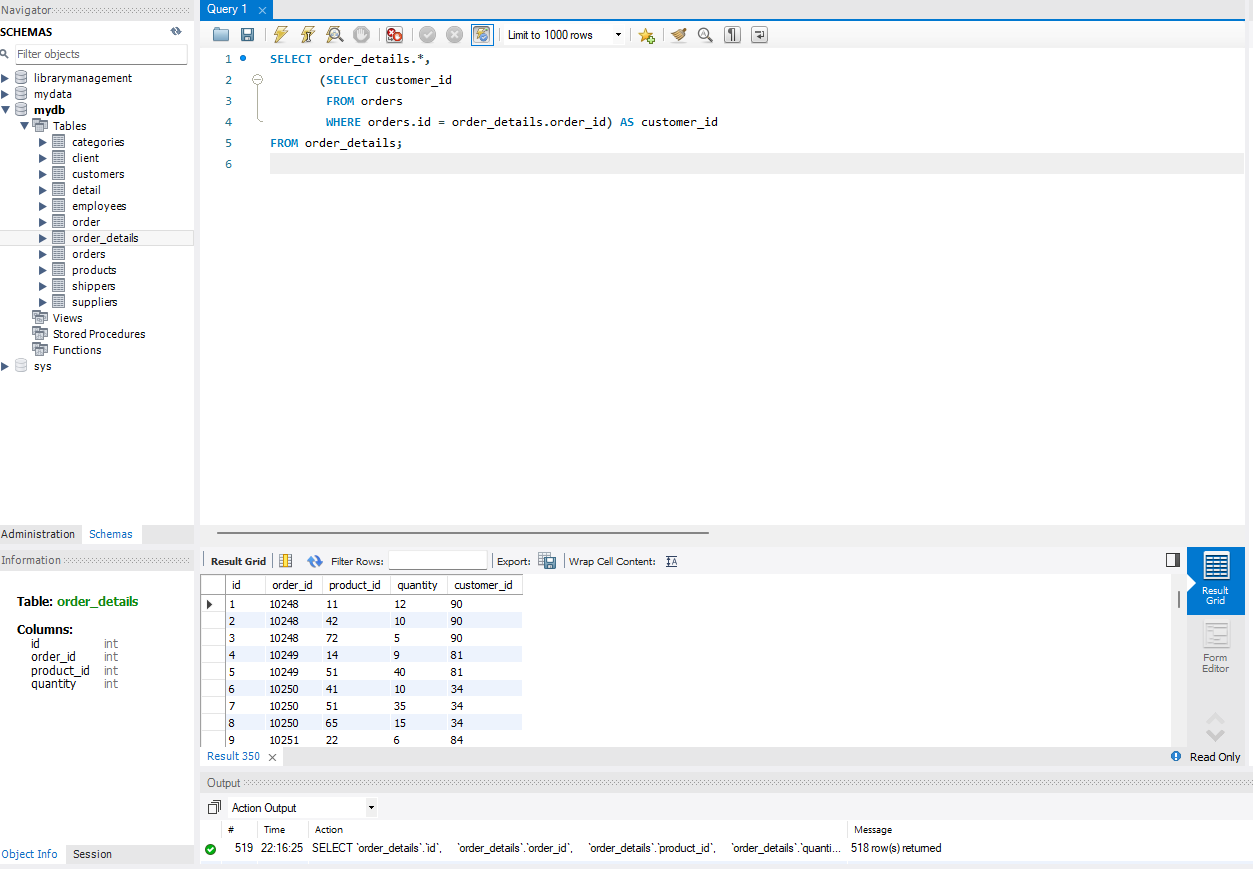 Navigator
SCHEMAS
Filter objects
librarymanagement
mydata
mydb
Tables
categories
client
customers
detail
employees
order
order_details
orders
products
shippers
suppliers
Views
Stored Procedures
Functions
sys
Administration Schemas
Information
Table: order_details
Columns:
id int
order_id int
product_id int
quantity int
Object Info Session
Query 1
Limit to 1000 rows
1 SELECT order_details.*,
2 (SELECT customer_id
3 FROM orders
4 WHERE orders.id = order_details.order_id) AS customer_id
5 FROM order_details;
6
Result Grid Filter Rows: Export: Wrap Cell Content:
id order_id product_id quantity customer_id
1 10248 11 12 90
2 10248 42 10 90
3 10248 72 5 90
4 10249 14 9 81
5 10249 51 40 81
6 10250 41 10 34
7 10250 51 35 34
8 10250 65 15 34
9 10251 22 6 84
Result
Grid
Form
Editor
Result 350
Read Only
Output
Action Output
# Time Action Message
519 22:16:25 SELECT `order_details`.`id`, `order_details`.`order_id`, `order_details`.`product_id`, `order_details`.`quanti... 518 row(s) returned